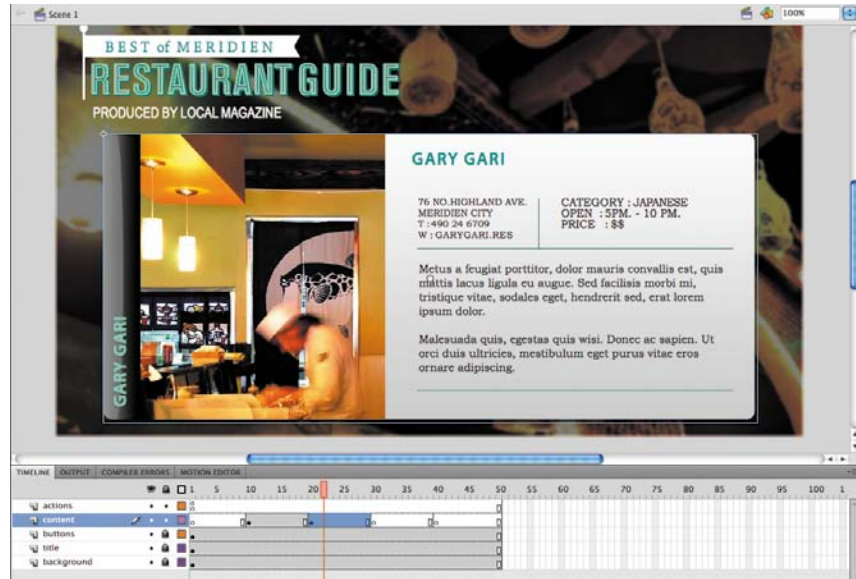 Scene 1
100%
BEST of MERIDIEN
RESTAURANT GUIDE
PRODUCED BY LOCAL MAGAZINE
GARY GARI
76 NO.HIGHLAND AVE.
MERIDIEN CITY
T : 490 24 6709
W : GARYGARI.RES
CATEGORY : JAPANESE
OPEN : 5PM. - 10 PM.
PRICE : $$
Metus a feugiat porttitor, dolor mauris convallis est, quis
mattis lacus ligula eu augue. Sed facilisis morbi mi,
tristique vitae, sodales eget, hendrerit sed, erat lorem
ipsum dolor.
Malesuada quis, egestas quis wisi. Donec ac sapien. Ut
orci duis ultricies, mestibulum eget purus vitae eros
ornare adipiscing.
GARY GARI
TIMELINE OUTPUT COMPILER ERRORS MOTION EDITOR
1 5 10 15 20 25 30 35 40 45 50 55 60 65 70 75 80 85 90 95 100 1
actions
content
buttons
title
background